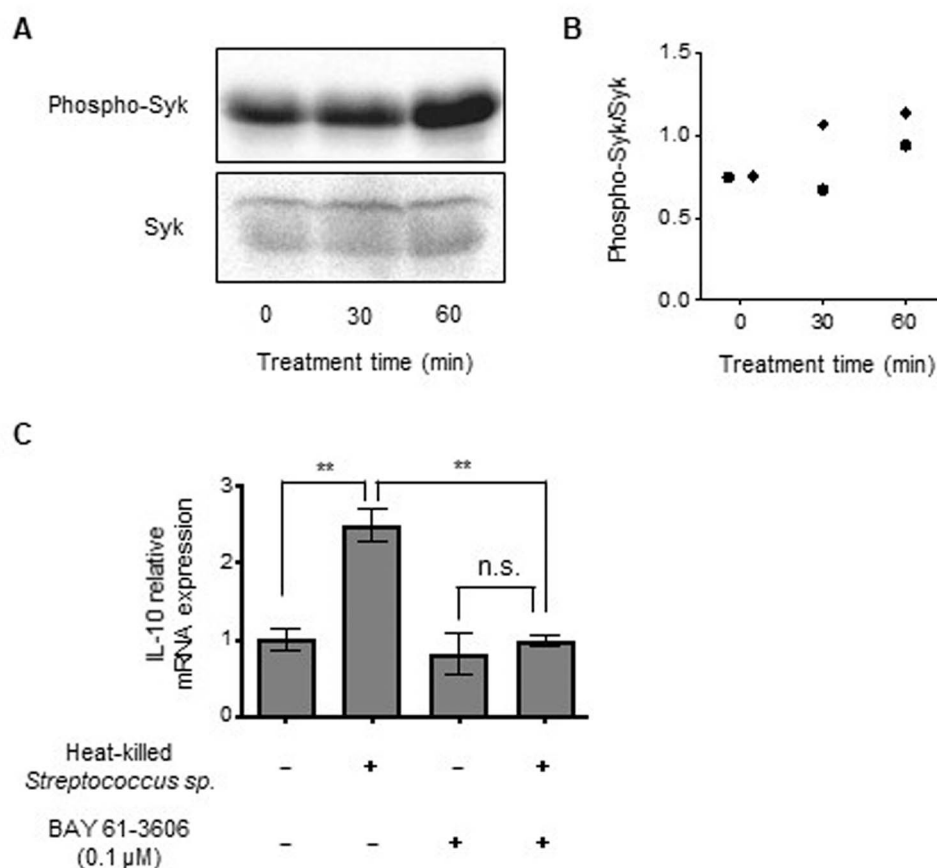 A
Phospho-Syk
Syk
0 30 60
Treatment time (min)
B
Phospho-Syk/Syk
1.5
1.0
0.5
0.0
0 30 60
Treatment time (min)
C
IL-10 relative
mRNA expression
3
2
1
0
** **
n.s.
Heat-killed
Streptococcus sp.
– + – +
BAY 61-3606
(0.1 µM)
– – + +